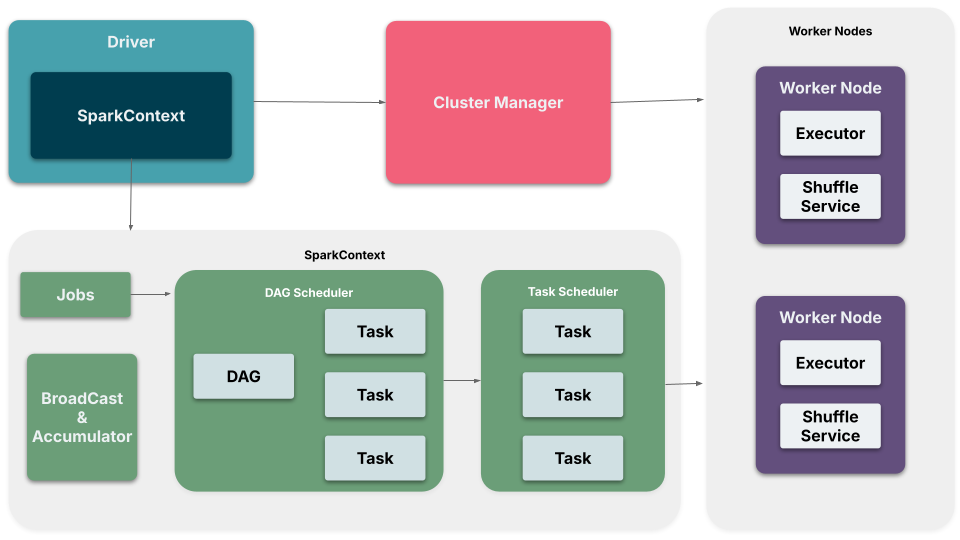 Driver
SparkContext
Cluster Manager
Worker Nodes
Worker Node
Executor
Shuffle
Service
Worker Node
Executor
Shuffle
Service
SparkContext
Jobs
BroadCast
&
Accumulator
DAG Scheduler
DAG
Task
Task
Task
Task Scheduler
Task
Task
Task